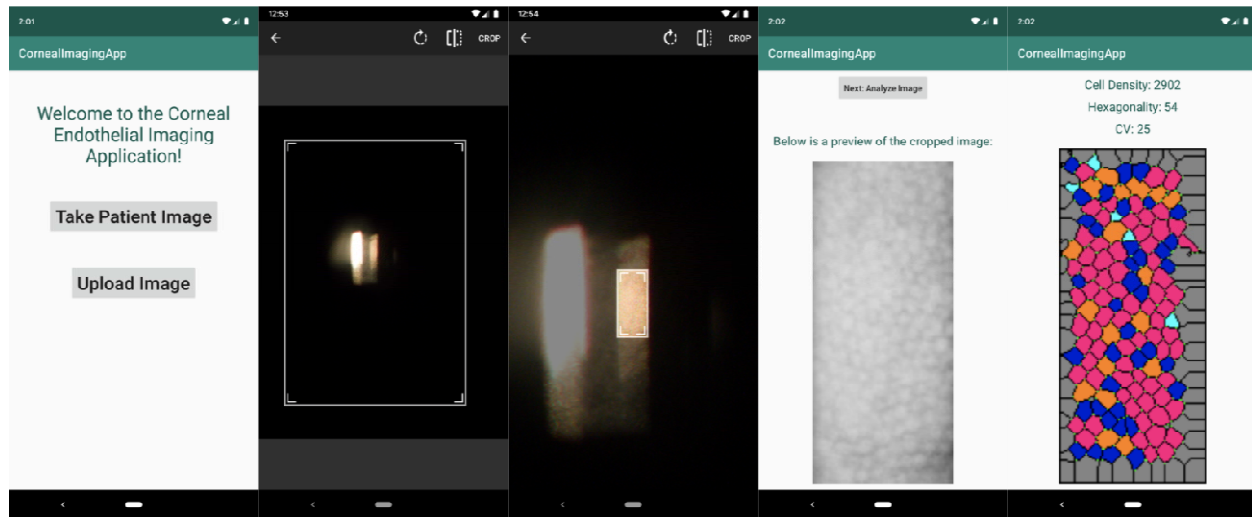 2:01
CornealImagingApp
Welcome to the Corneal
Endothelial Imaging
Application!
Take Patient Image
Upload Image
12:53
CROP
12:54
CROP
2:02
CornealImagingApp
Next: Analyze Image
Below is a preview of the cropped image:
2:02
CornealImagingApp
Cell Density: 2902
Hexagonality: 54
CV: 25